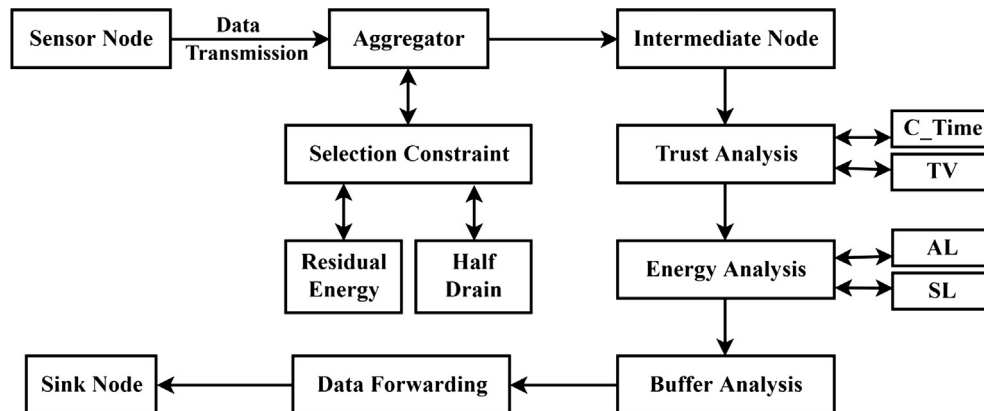 Sensor Node
Data
Transmission
Aggregator
Intermediate Node
Selection Constraint
Trust Analysis
C_Time
TV
Residual
Energy
Half
Drain
Energy Analysis
AL
SL
Sink Node
Data Forwarding
Buffer Analysis